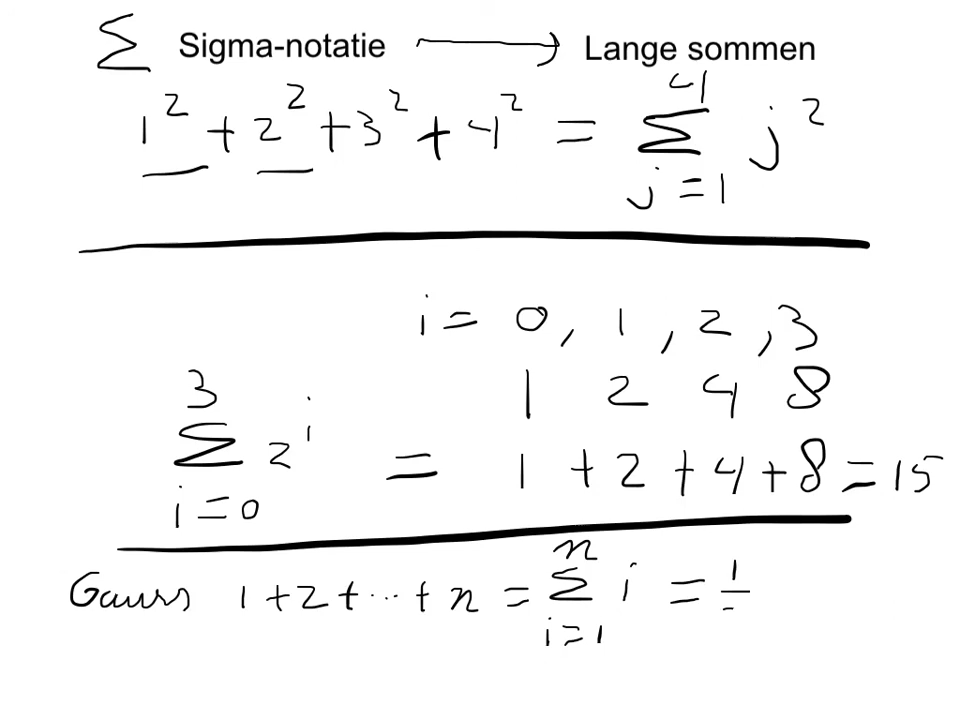 Σ Sigma-notatie → Lange sommen
1² + 2² + 3² + 4² = Σ_{j=1}^{4} j²
i = 0, 1, 2, 3
1 2 4 8
Σ_{i=0}^{3} 2^i = 1 + 2 + 4 + 8 = 15
Gauss 1 + 2 + ... + n = Σ_{i=1}^{n} i = 1/